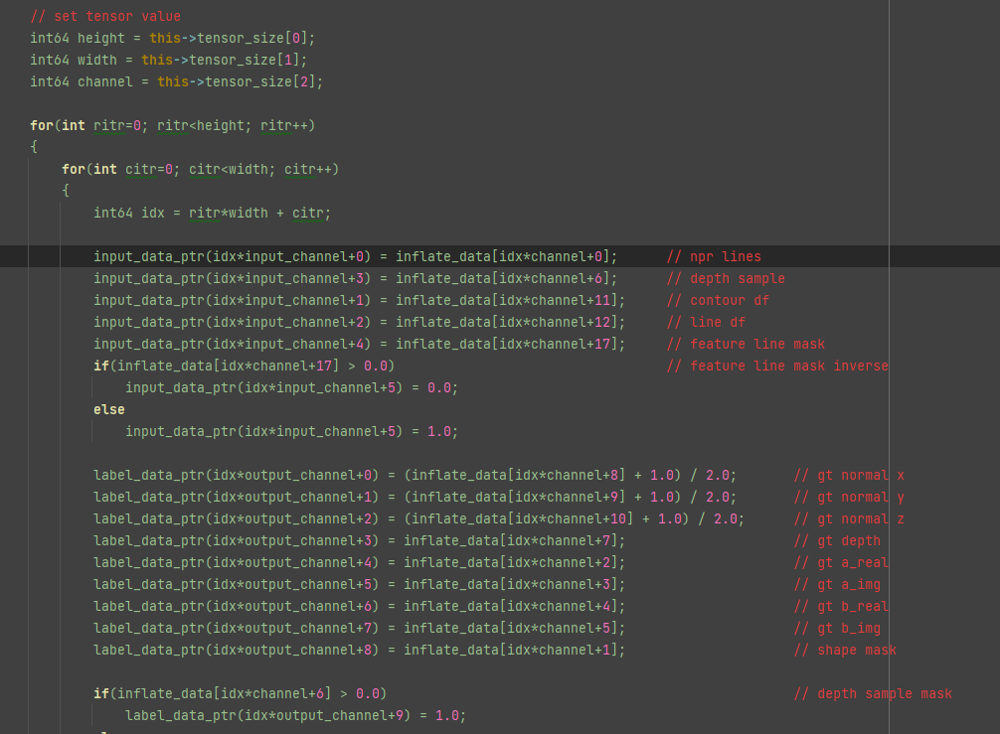 // set tensor value
int64 height = this->tensor_size[0];
int64 width = this->tensor_size[1];
int64 channel = this->tensor_size[2];
for(int ritr=0; ritr<height; ritr++)
{
for(int citr=0; citr<width; citr++)
{
int64 idx = ritr*width + citr;
input_data_ptr(idx*input_channel+0) = inflate_data[idx*channel+0]; // npr lines
input_data_ptr(idx*input_channel+3) = inflate_data[idx*channel+6]; // depth sample
input_data_ptr(idx*input_channel+1) = inflate_data[idx*channel+11]; // contour df
input_data_ptr(idx*input_channel+2) = inflate_data[idx*channel+12]; // line df
input_data_ptr(idx*input_channel+4) = inflate_data[idx*channel+17]; // feature line mask
if(inflate_data[idx*channel+17] > 0.0) // feature line mask inverse
input_data_ptr(idx*input_channel+5) = 0.0;
else
input_data_ptr(idx*input_channel+5) = 1.0;
label_data_ptr(idx*output_channel+0) = (inflate_data[idx*channel+8] + 1.0) / 2.0; // gt normal x
label_data_ptr(idx*output_channel+1) = (inflate_data[idx*channel+9] + 1.0) / 2.0; // gt normal y
label_data_ptr(idx*output_channel+2) = (inflate_data[idx*channel+10] + 1.0) / 2.0; // gt normal z
label_data_ptr(idx*output_channel+3) = inflate_data[idx*channel+7]; // gt depth
label_data_ptr(idx*output_channel+4) = inflate_data[idx*channel+2]; // gt a_real
label_data_ptr(idx*output_channel+5) = inflate_data[idx*channel+3]; // gt a_img
label_data_ptr(idx*output_channel+6) = inflate_data[idx*channel+4]; // gt b_real
label_data_ptr(idx*output_channel+7) = inflate_data[idx*channel+5]; // gt b_img
label_data_ptr(idx*output_channel+8) = inflate_data[idx*channel+1]; // shape mask
if(inflate_data[idx*channel+6] > 0.0) // depth sample mask
label_data_ptr(idx*output_channel+9) = 1.0;